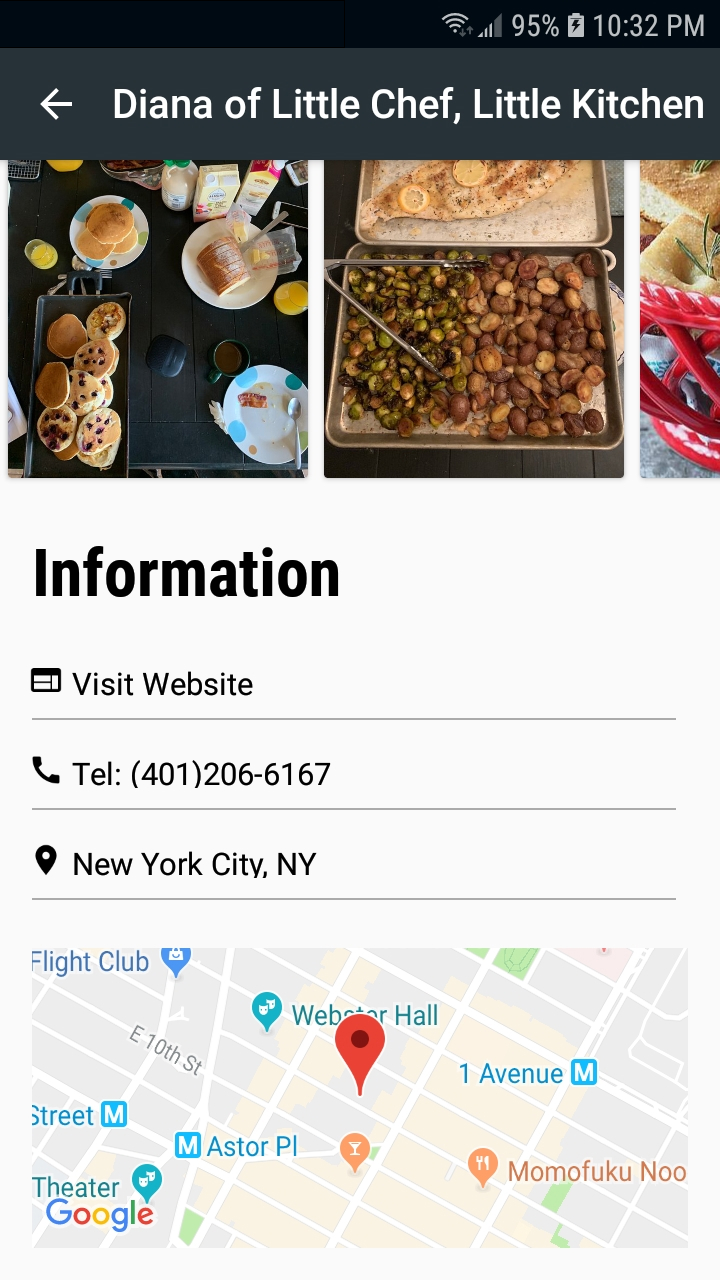 95% 10:32 PM
Diana of Little Chef, Little Kitchen
Information
Visit Website
Tel: (401)206-6167
New York City, NY
Flight Club
Webster Hall
E 10th St
1 Avenue M
Street M
M Astor Pl
Momofuku Noo
Theater
Google